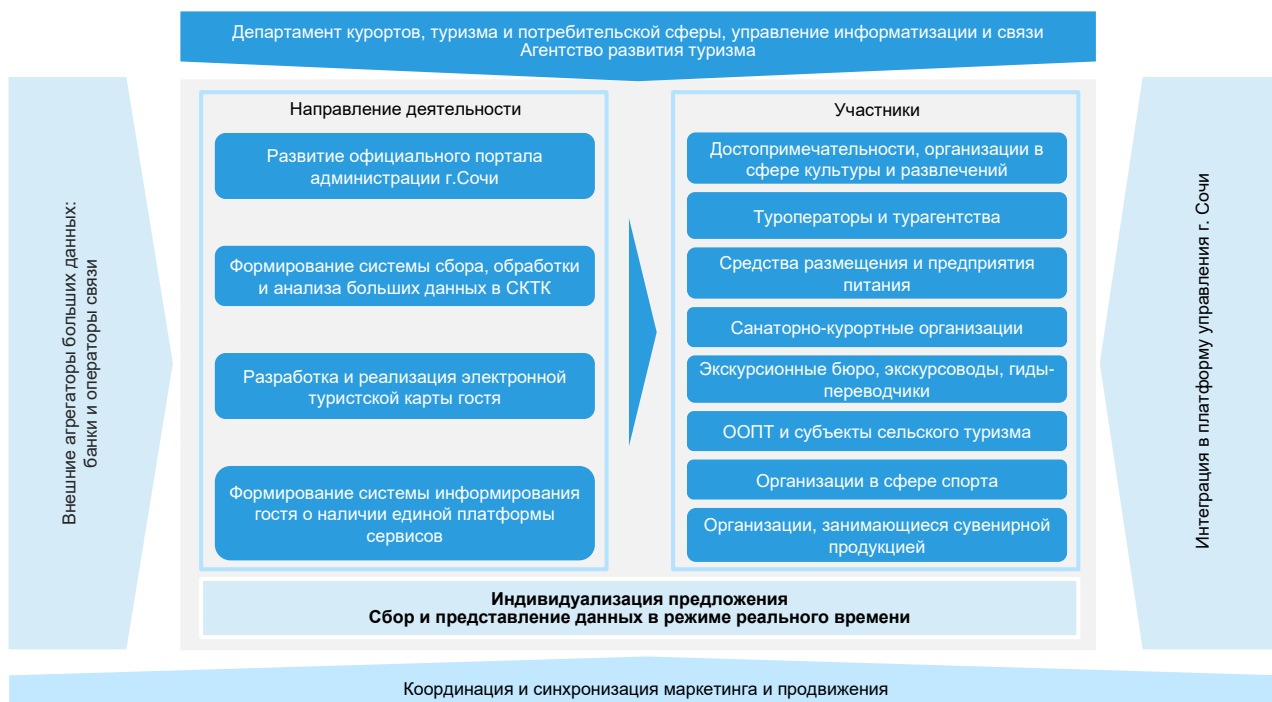 Департамент курортов, туризма и потребительской сферы, управление информатизации и связи
Агентство развития туризма
Внешние агрегаторы больших данных:
банки и операторы связи
Направление деятельности
Развитие официального портала
администрации г.Сочи
Формирование системы сбора, обработки
и анализа больших данных в СКТК
Разработка и реализация электронной
туристской карты гостя
Формирование системы информирования
гостя о наличии единой платформы
сервисов
Участники
Достопримечательности, организации в
сфере культуры и развлечений
Туроператоры и турагентства
Средства размещения и предприятия
питания
Санаторно-курортные организации
Экскурсионные бюро, экскурсоводы, гиды-
переводчики
ООПТ и субъекты сельского туризма
Организации в сфере спорта
Организации, занимающиеся сувенирной
продукцией
Интеграция в платформу управления г. Сочи
Индивидуализация предложения
Сбор и представление данных в режиме реального времени
Координация и синхронизация маркетинга и продвижения